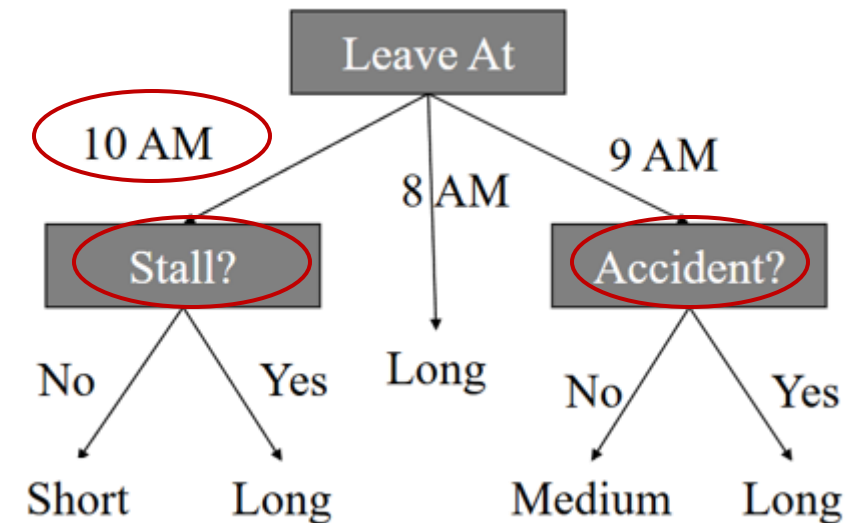 Leave At
10 AM
8 AM
9 AM
Stall?
Accident?
No
Yes
Long
No
Yes
Short
Long
Medium
Long